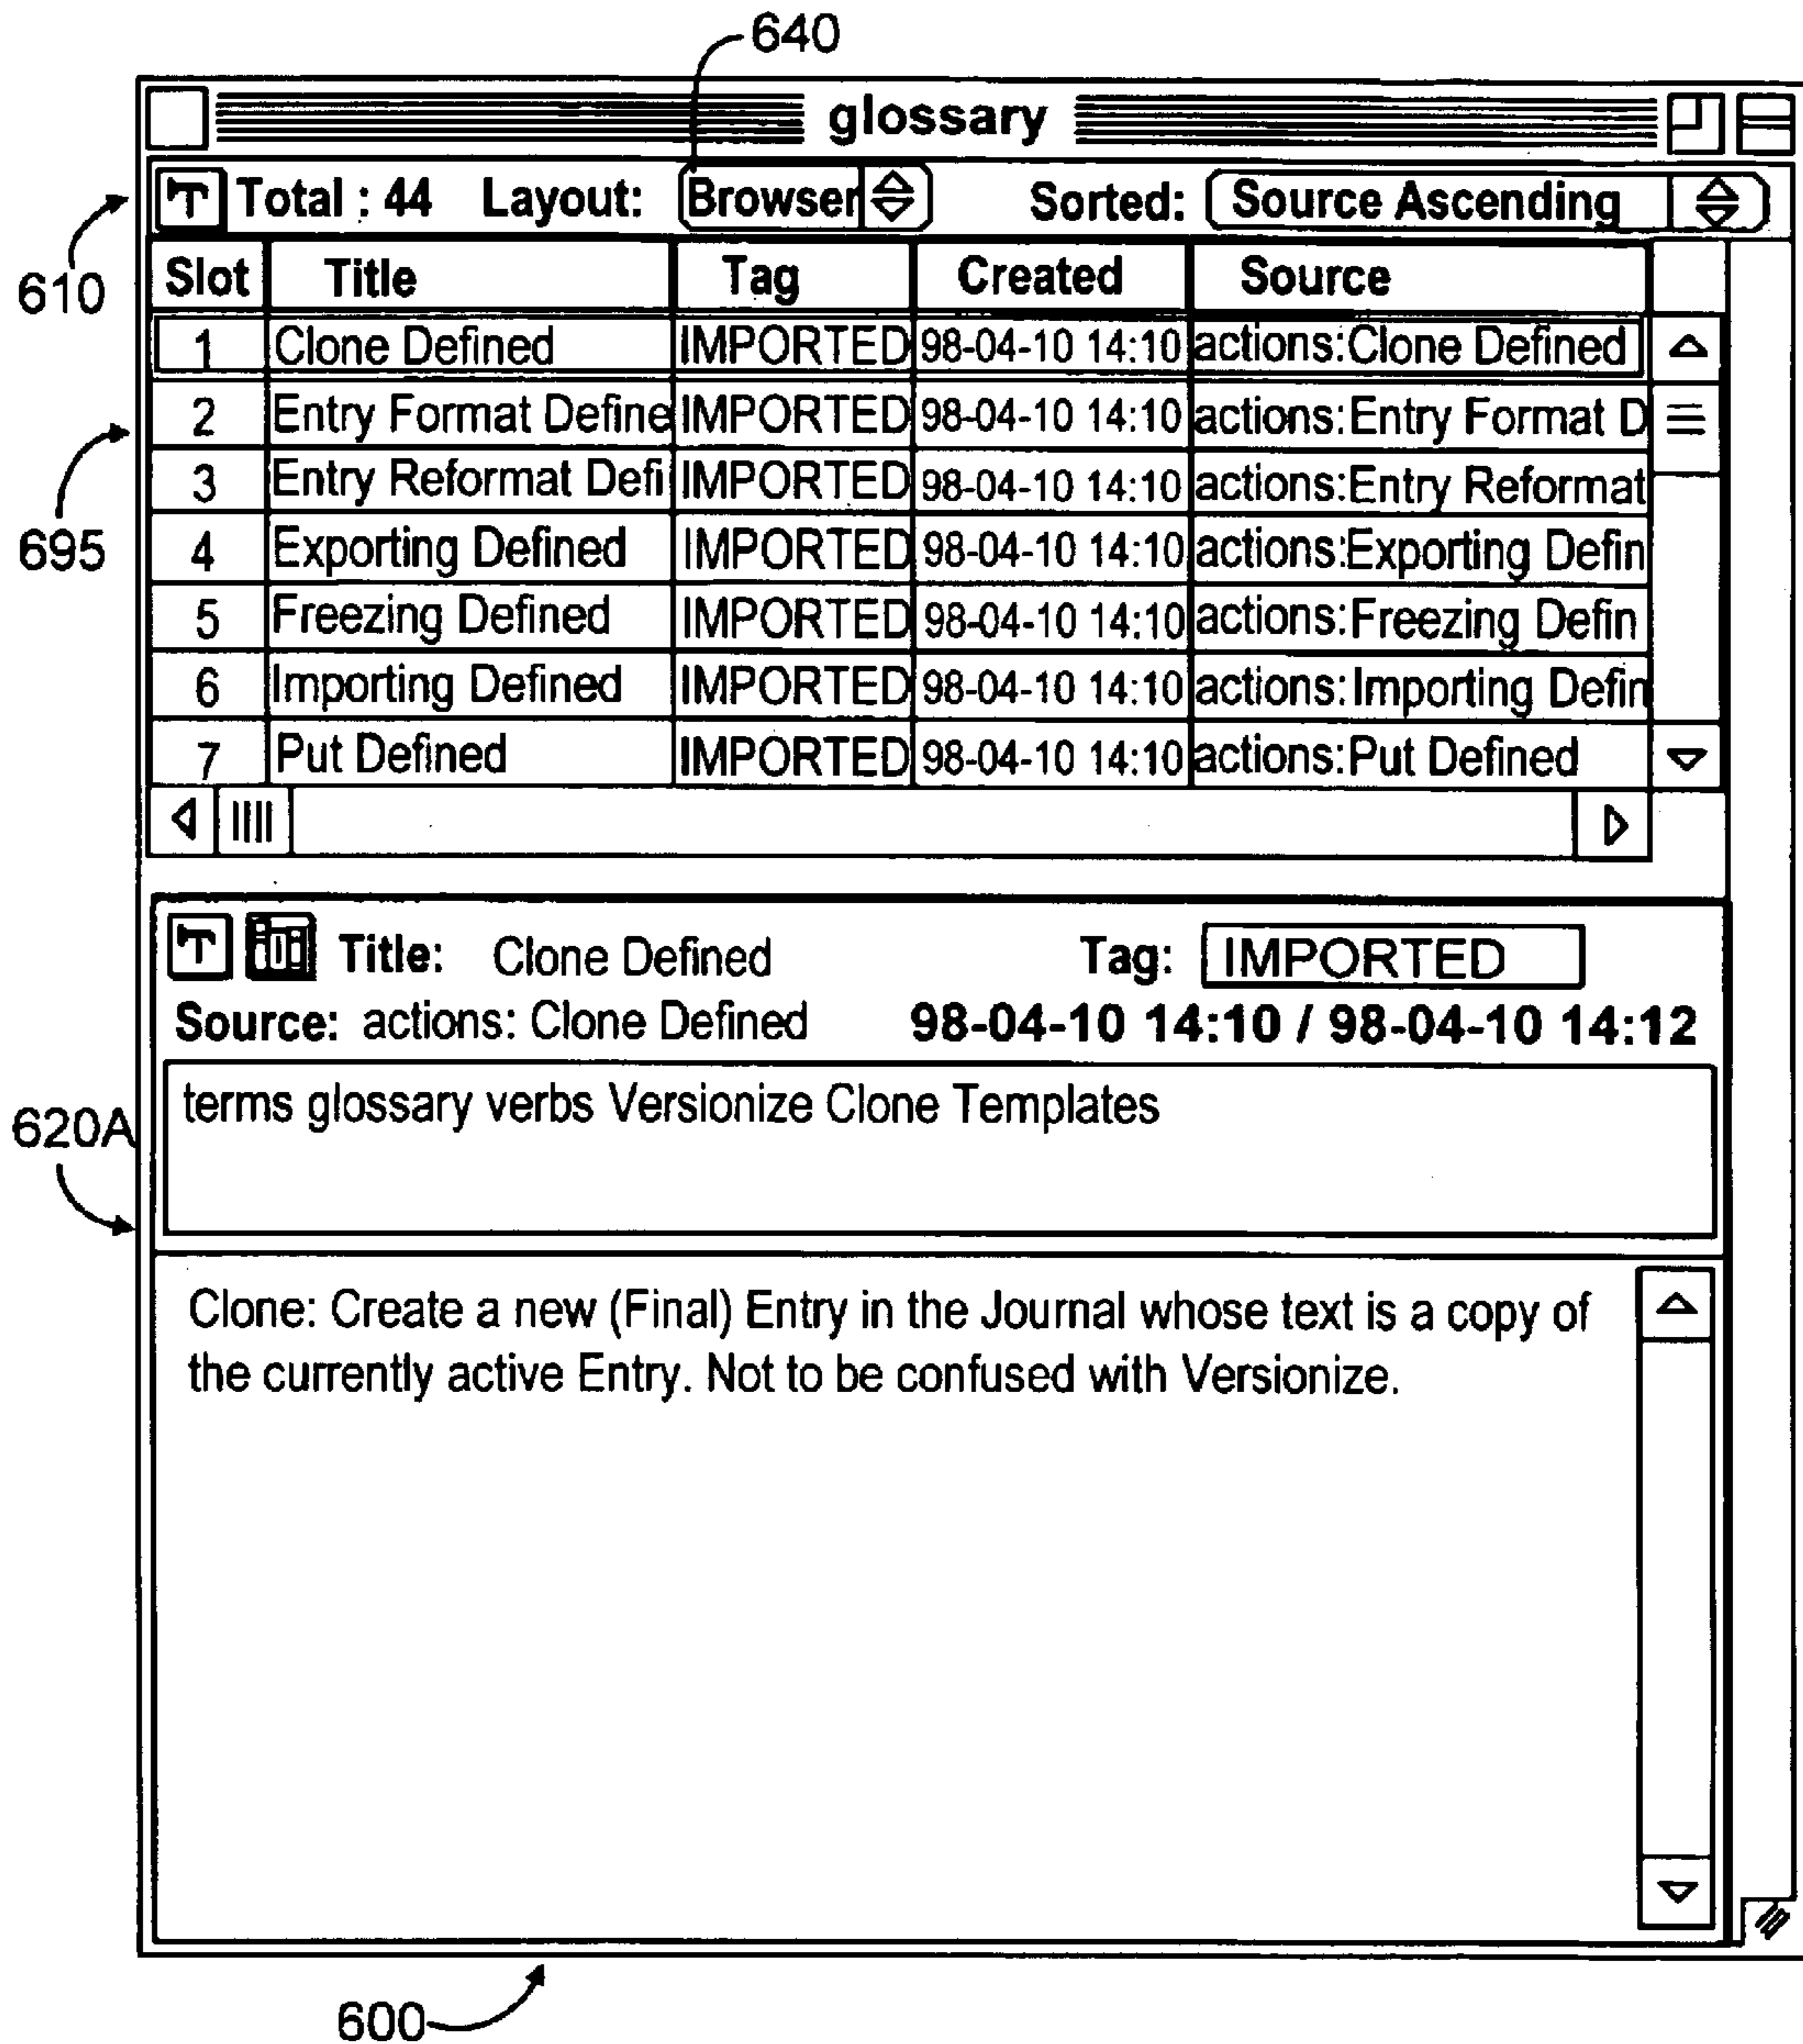 640
glossary
T Total : 44 Layout: Browser Sorted: Source Ascending
610
Slot Title Tag Created Source
1 Clone Defined IMPORTED 98-04-10 14:10 actions:Clone Defined
2 Entry Format Define IMPORTED 98-04-10 14:10 actions:Entry Format D
695
3 Entry Reformat Defi IMPORTED 98-04-10 14:10 actions:Entry Reformat
4 Exporting Defined IMPORTED 98-04-10 14:10 actions:Exporting Defin
5 Freezing Defined IMPORTED 98-04-10 14:10 actions:Freezing Defin
6 Importing Defined IMPORTED 98-04-10 14:10 actions:Importing Defin
7 Put Defined IMPORTED 98-04-10 14:10 actions:Put Defined
T Title: Clone Defined Tag: IMPORTED
Source: actions: Clone Defined 98-04-10 14:10 / 98-04-10 14:12
620A
terms glossary verbs Versionize Clone Templates
Clone: Create a new (Final) Entry in the Journal whose text is a copy of
the currently active Entry. Not to be confused with Versionize.
600